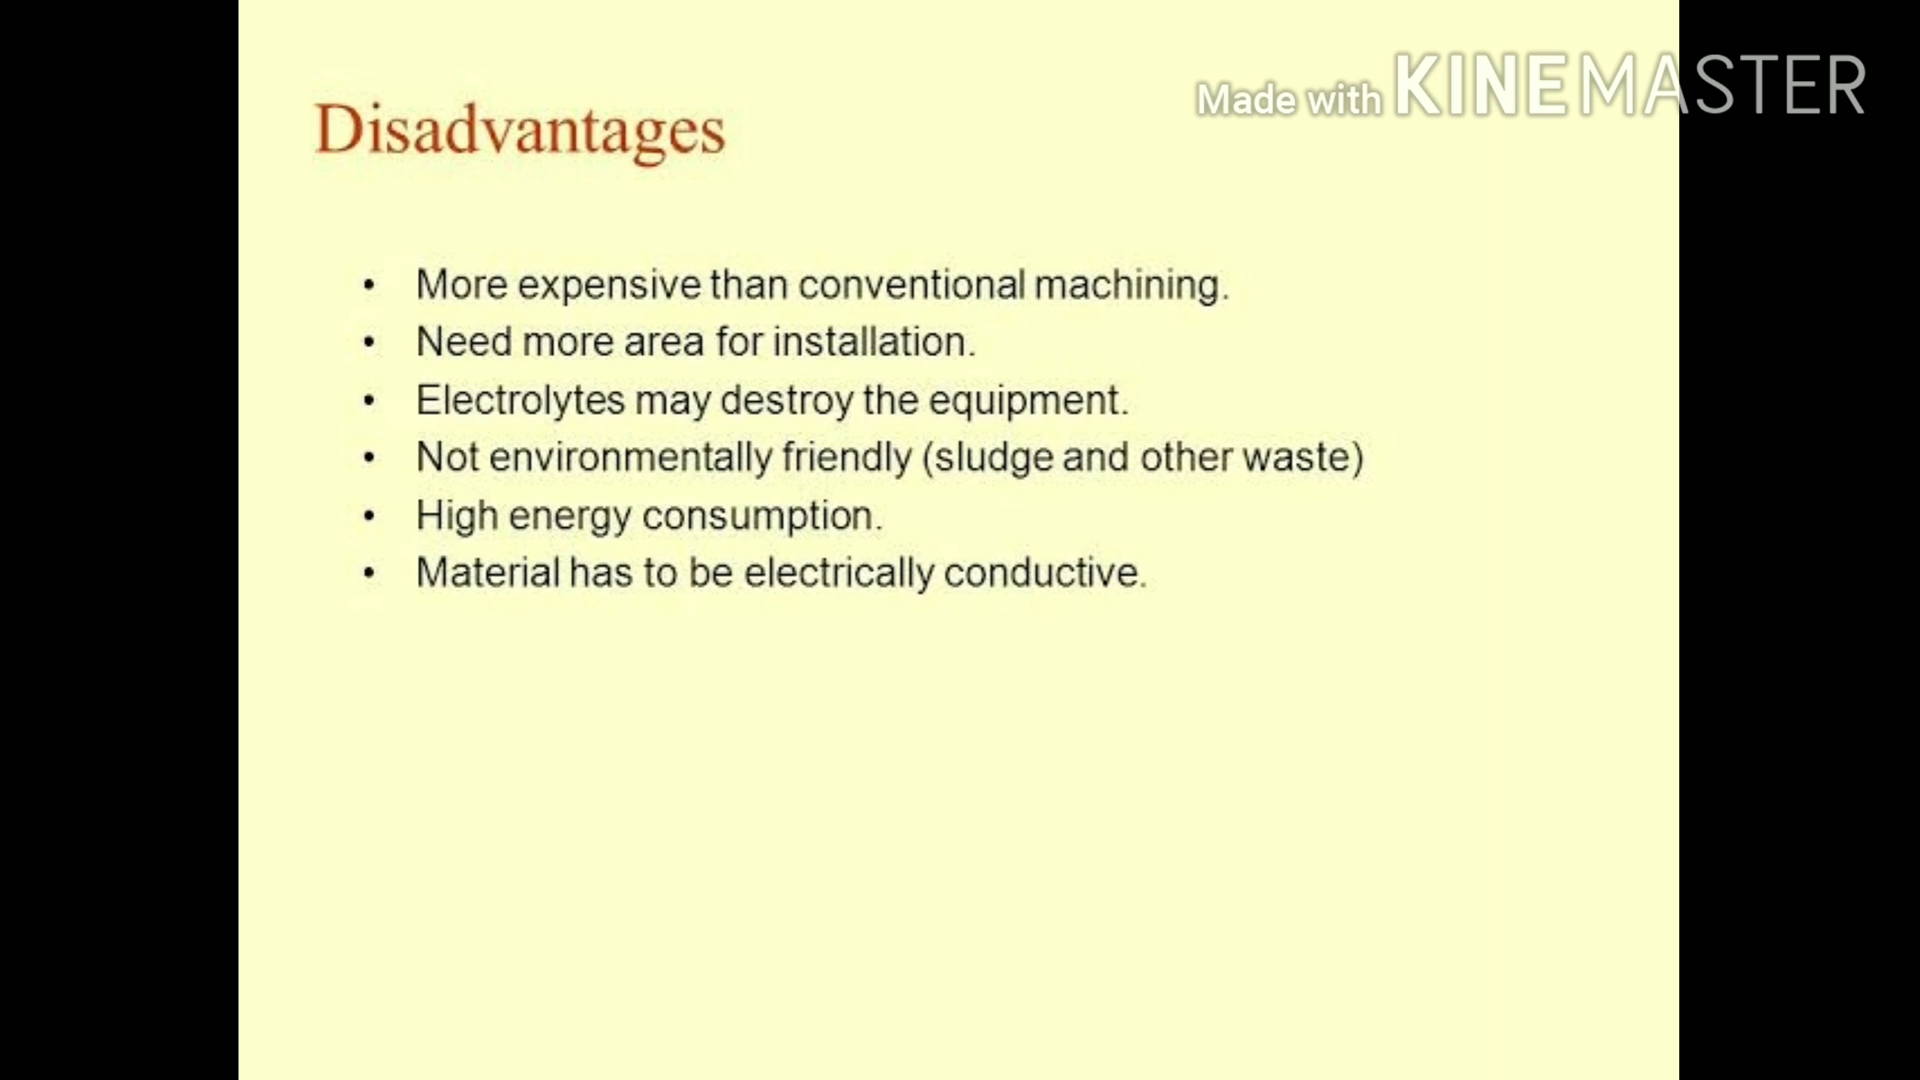 Made with KINEMASTER
Disadvantages
• More expensive than conventional machining.
• Need more area for installation.
• Electrolytes may destroy the equipment.
• Not environmentally friendly (sludge and other waste)
• High energy consumption.
• Material has to be electrically conductive.